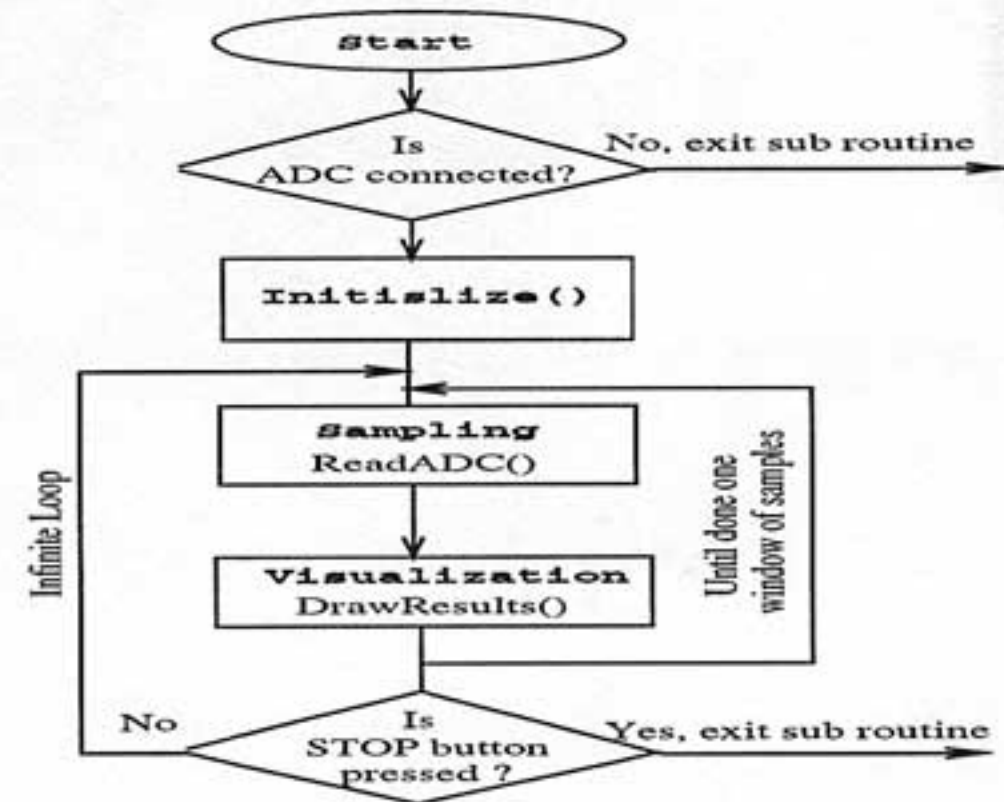 Start
Is
ADC connected?
No, exit sub routine
Initislize()
Sampling
ReadADC()
Visualization
DrawResults()
Infinite Loop
Until done one
window of samples
No
Is
STOP button
pressed ?
Yes, exit sub routine